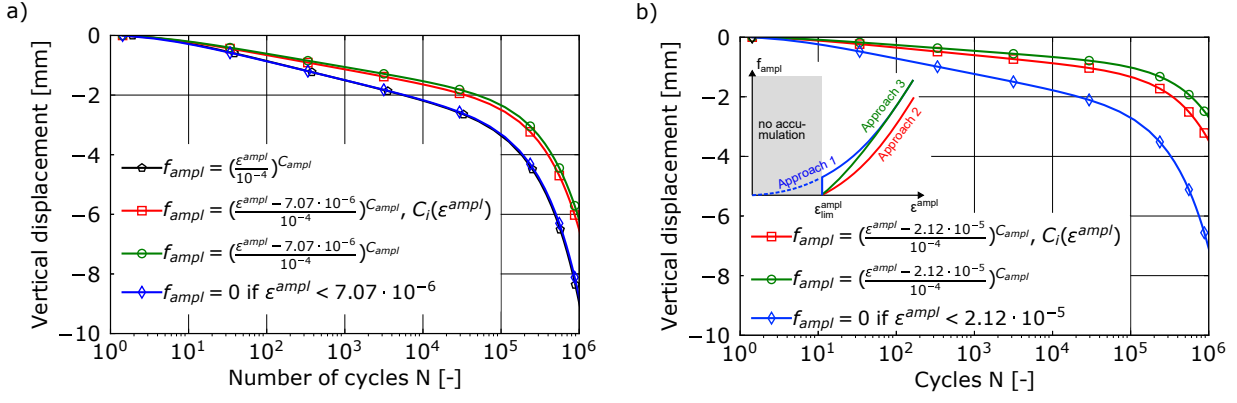 a)
Vertical displacement [mm]
0
−2
−4
−6
−8
−10
f_ampl = (ε^ampl / 10^−4)^C_ampl
f_ampl = ((ε^ampl − 7.07 · 10^−6) / 10^−4)^C_ampl, C_i(ε^ampl)
f_ampl = ((ε^ampl − 7.07 · 10^−6) / 10^−4)^C_ampl
f_ampl = 0 if ε^ampl < 7.07 · 10^−6
10^0 10^1 10^2 10^3 10^4 10^5 10^6
Number of cycles N [-]
b)
Vertical displacement [mm]
0
−2
−4
−6
−8
−10
f_ampl
no accu-
mulation
Approach 1
Approach 3
Approach 2
ε^ampl_lim
ε^ampl
f_ampl = ((ε^ampl − 2.12 · 10^−5) / 10^−4)^C_ampl, C_i(ε^ampl)
f_ampl = ((ε^ampl − 2.12 · 10^−5) / 10^−4)^C_ampl
f_ampl = 0 if ε^ampl < 2.12 · 10^−5
10^0 10^1 10^2 10^3 10^4 10^5 10^6
Cycles N [-]